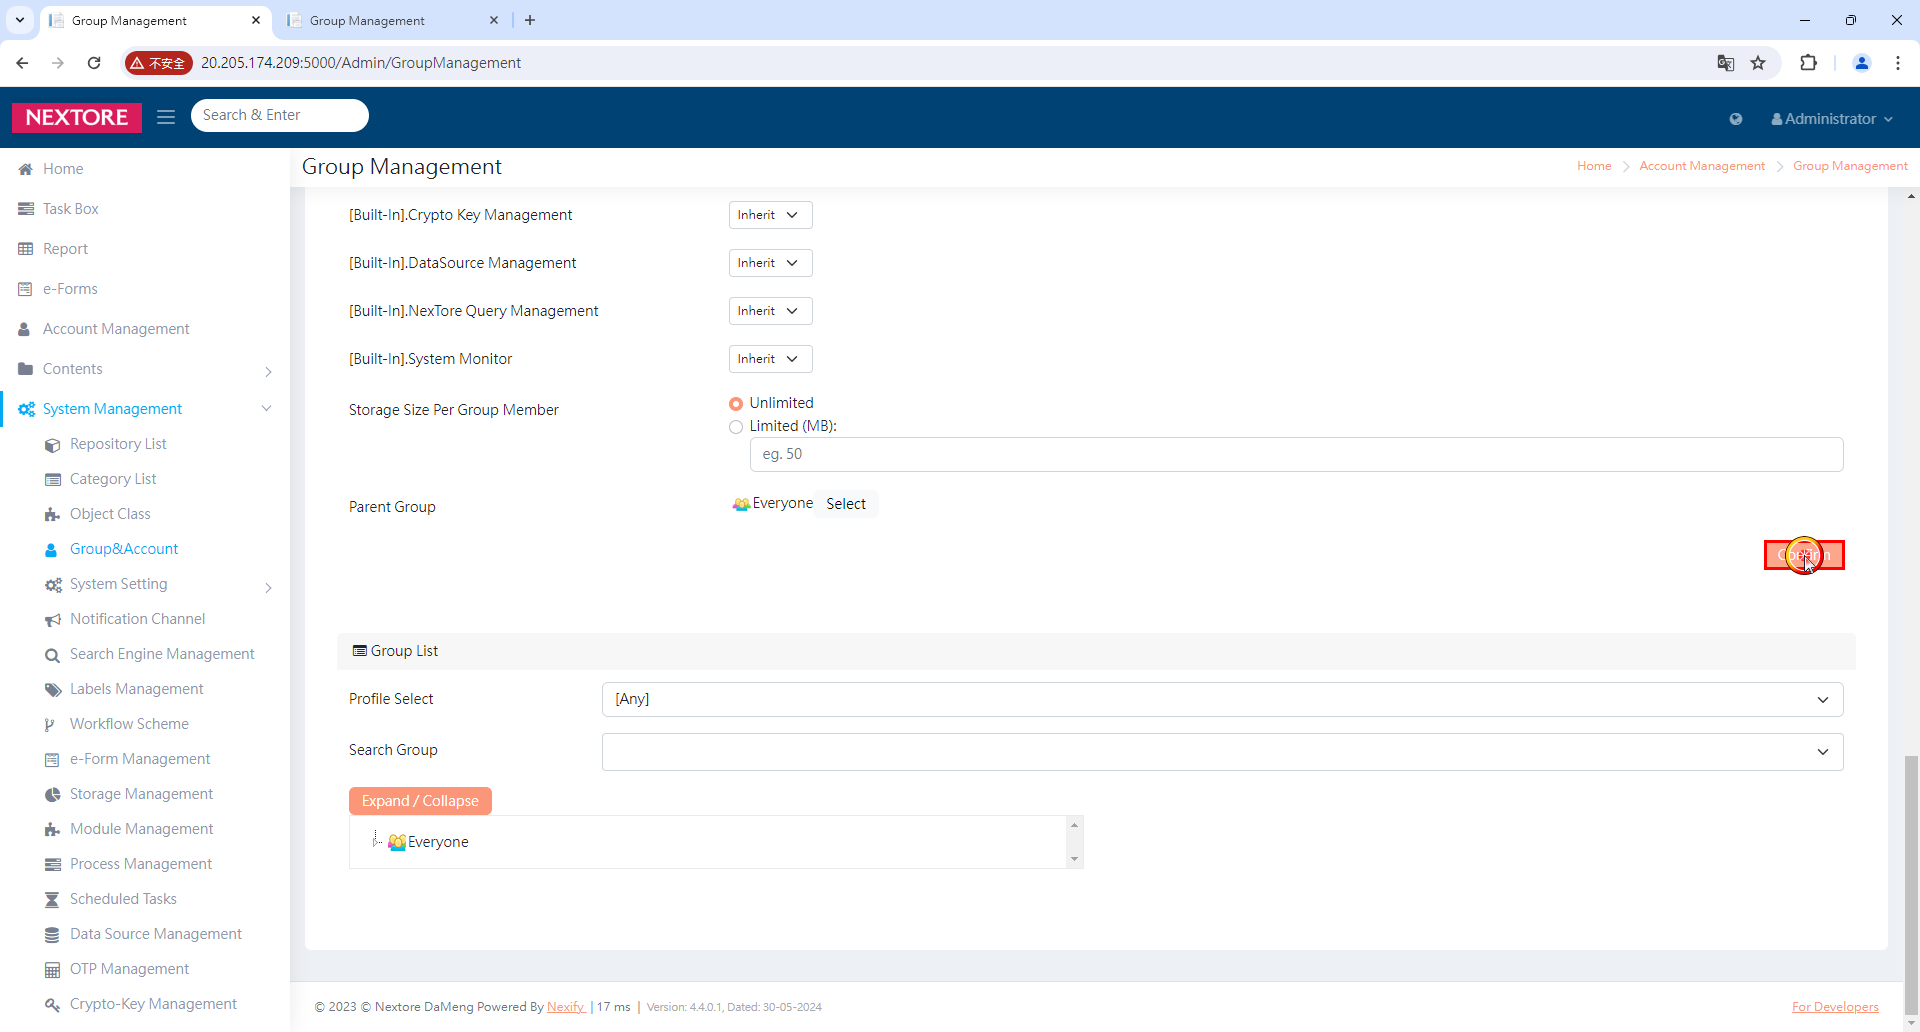 Group Management
Group Management
不安全
20.205.174.209:5000/Admin/GroupManagement
NEXTORE
Search & Enter
Administrator
Home
Task Box
Report
e-Forms
Account Management
Contents
System Management
Repository List
Category List
Object Class
Group&Account
System Setting
Notification Channel
Search Engine Management
Labels Management
Workflow Scheme
e-Form Management
Storage Management
Module Management
Process Management
Scheduled Tasks
Data Source Management
OTP Management
Crypto-Key Management
Group Management
Home
Account Management
Group Management
[Built-In].Crypto Key Management
Inherit
[Built-In].DataSource Management
Inherit
[Built-In].NexTore Query Management
Inherit
[Built-In].System Monitor
Inherit
Storage Size Per Group Member
Unlimited
Limited (MB):
eg. 50
Parent Group
Everyone
Select
Group List
Profile Select
[Any]
Search Group
Expand / Collapse
Everyone
© 2023 © Nextore DaMeng Powered By Nexify | 17 ms | Version: 4.4.0.1, Dated: 30-05-2024
For Developers